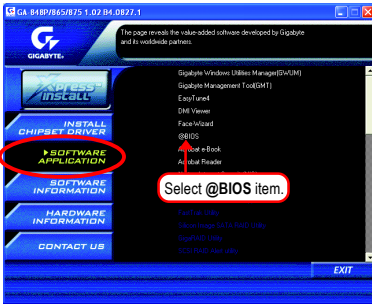 GA-848P/865/875 1.02 B4.0827.1
GIGABYTE
The page reveals the value-added software developed by Gigabyte
and its worldwide partners.
Xpress™
INSTALL
INSTALL
CHIPSET DRIVER
SOFTWARE
APPLICATION
SOFTWARE
INFORMATION
HARDWARE
INFORMATION
CONTACT US
Gigabyte Windows Utilities Manager(GWUM)
Gigabyte Management Tool(GMT)
EasyTune4
DMI Viewer
Face Wizard
@BIOS
Acrobat e-Book
Acrobat Reader
Select @BIOS item.
EXIT